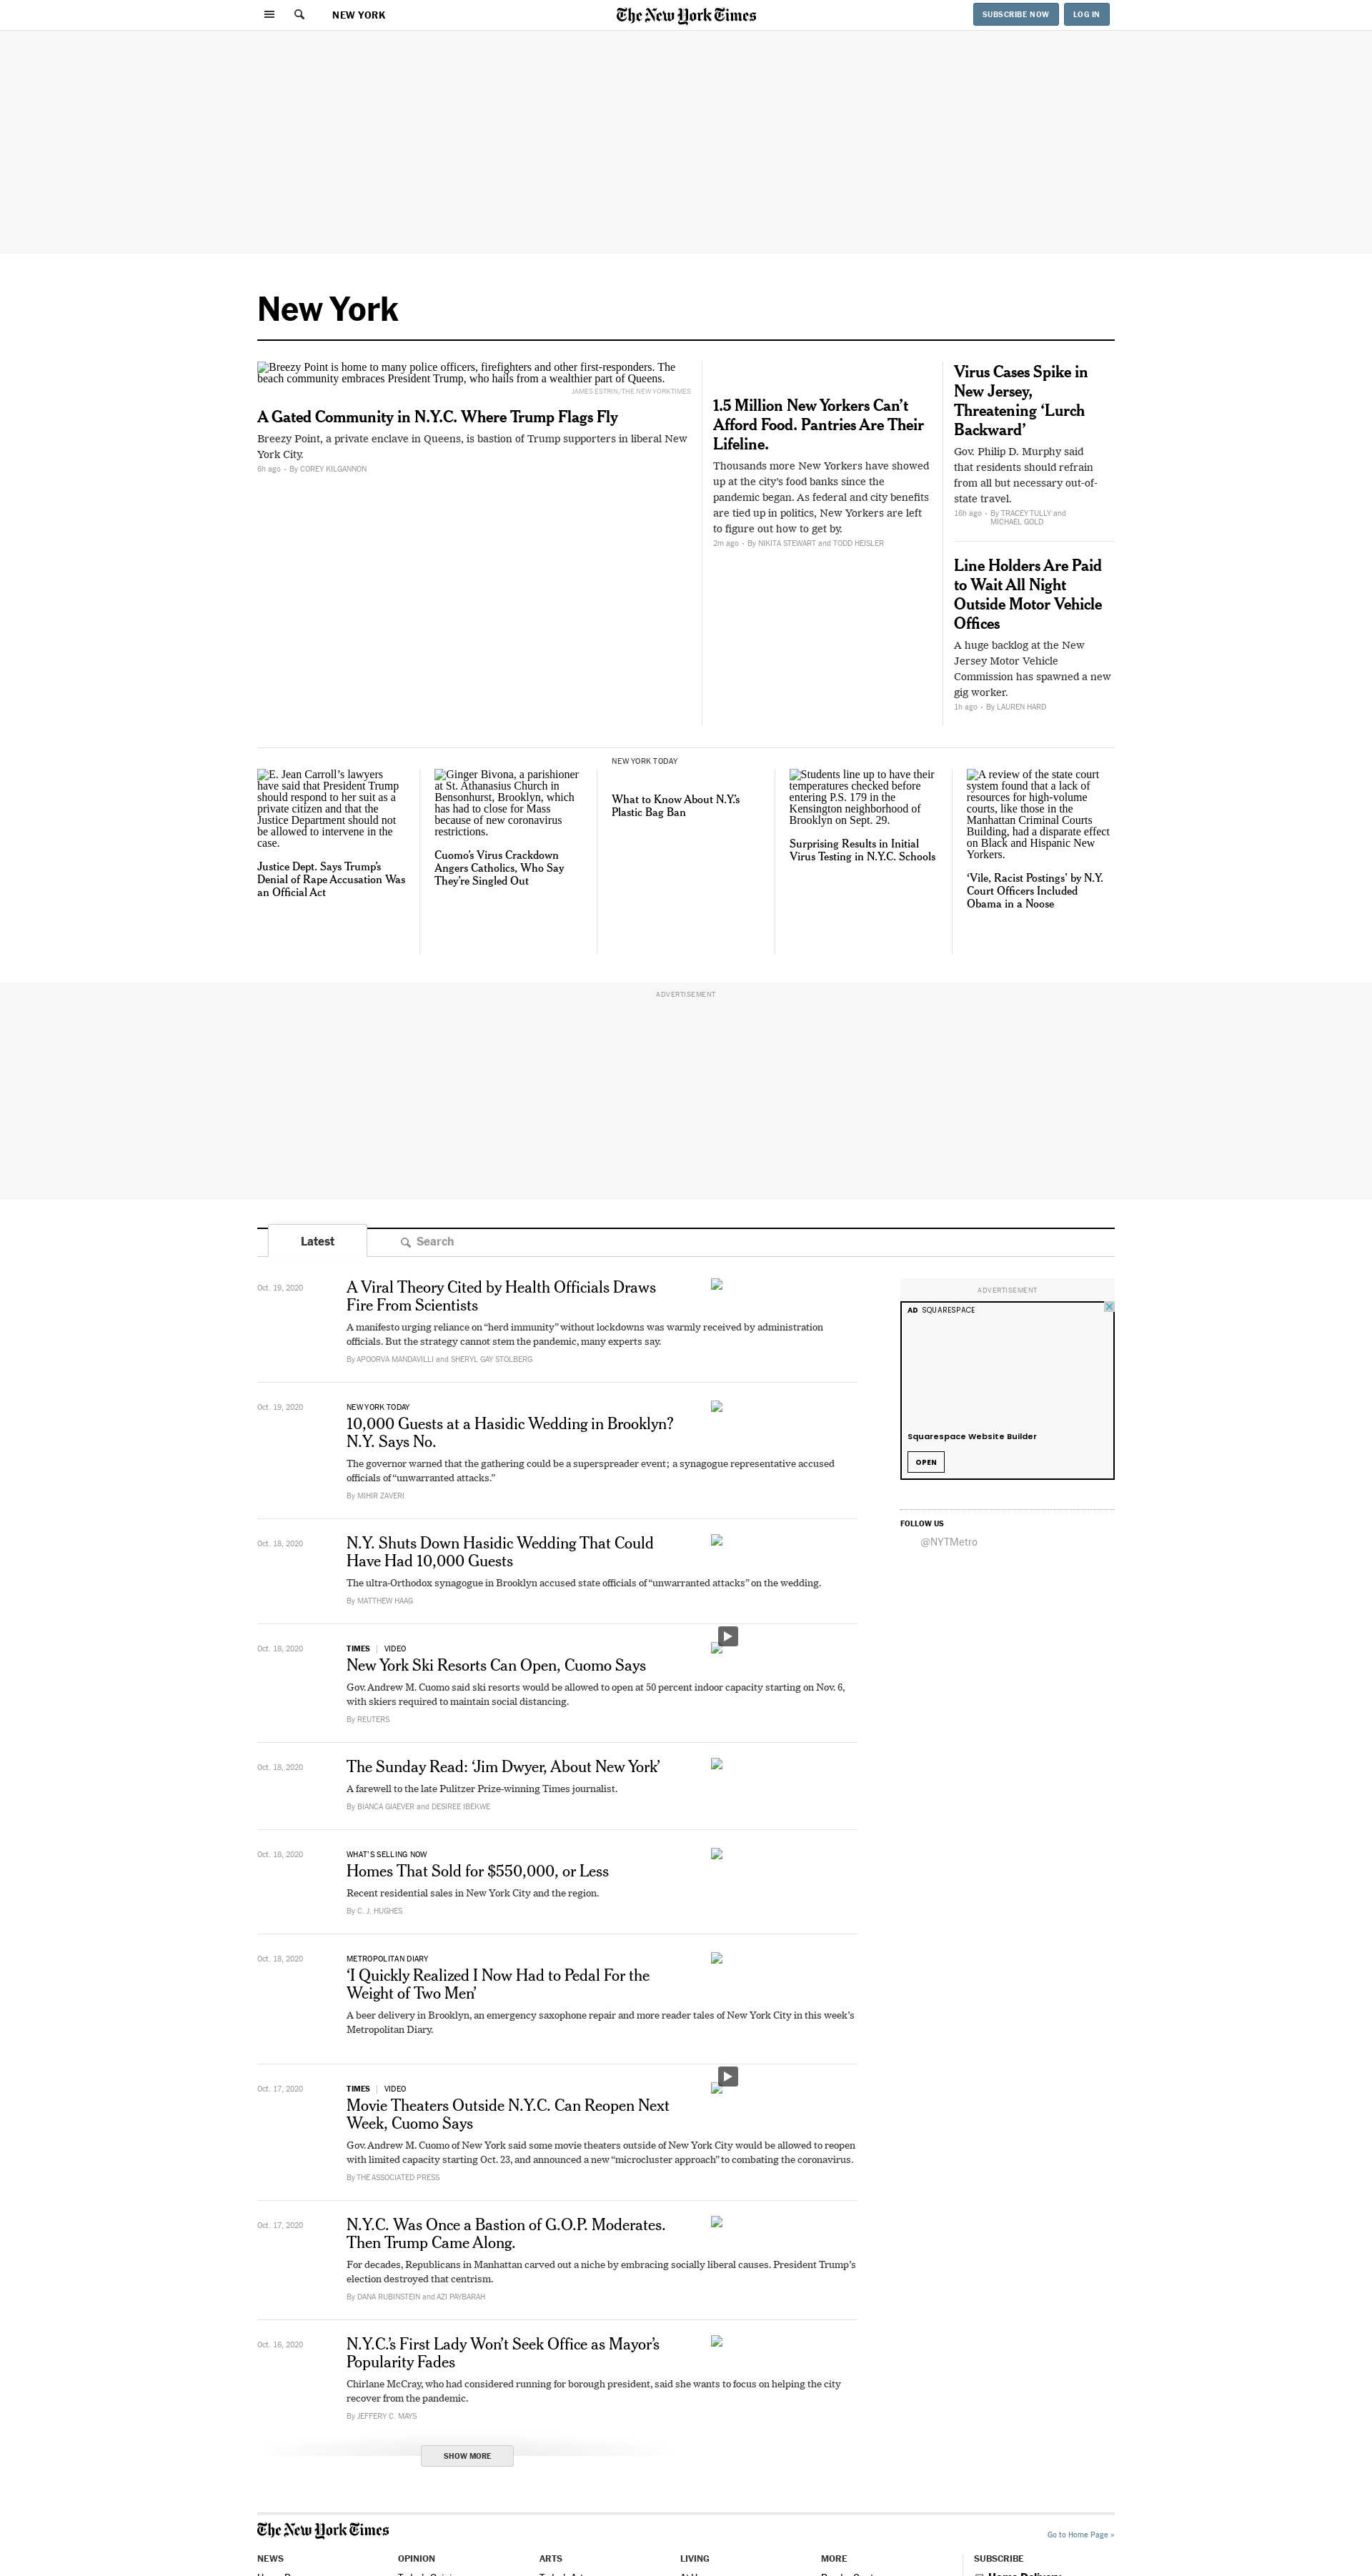 NEW YORK
The New York Times
SUBSCRIBE NOW
LOG IN
New York
Breezy Point is home to many police officers, firefighters and other first-responders. The
beach community embraces President Trump, who hails from a wealthier part of Queens.
JAMES ESTRIN/THE NEW YORK TIMES
A Gated Community in N.Y.C. Where Trump Flags Fly
Breezy Point, a private enclave in Queens, is bastion of Trump supporters in liberal New
York City.
6h ago • By COREY KILGANNON
1.5 Million New Yorkers Can’t
Afford Food. Pantries Are Their
Lifeline.
Thousands more New Yorkers have showed
up at the city’s food banks since the
pandemic began. As federal and city benefits
are tied up in politics, New Yorkers are left
to figure out how to get by.
2m ago • By NIKITA STEWART and TODD HEISLER
Virus Cases Spike in
New Jersey,
Threatening ‘Lurch
Backward’
Gov. Philip D. Murphy said
that residents should refrain
from all but necessary out-of-
state travel.
16h ago • By TRACEY TULLY and
MICHAEL GOLD
Line Holders Are Paid
to Wait All Night
Outside Motor Vehicle
Offices
A huge backlog at the New
Jersey Motor Vehicle
Commission has spawned a new
gig worker.
1h ago • By LAUREN HARD
E. Jean Carroll’s lawyers
have said that President Trump
should respond to her suit as a
private citizen and that the
Justice Department should not
be allowed to intervene in the
case.
Justice Dept. Says Trump’s
Denial of Rape Accusation Was
an Official Act
Ginger Bivona, a parishioner
at St. Athanasius Church in
Bensonhurst, Brooklyn, which
has had to close for Mass
because of new coronavirus
restrictions.
Cuomo’s Virus Crackdown
Angers Catholics, Who Say
They’re Singled Out
NEW YORK TODAY
What to Know About N.Y.’s
Plastic Bag Ban
Students line up to have their
temperatures checked before
entering P.S. 179 in the
Kensington neighborhood of
Brooklyn on Sept. 29.
Surprising Results in Initial
Virus Testing in N.Y.C. Schools
A review of the state court
system found that a lack of
resources for high-volume
courts, like those in the
Manhattan Criminal Courts
Building, had a disparate effect
on Black and Hispanic New
Yorkers.
‘Vile, Racist Postings’ by N.Y.
Court Officers Included
Obama in a Noose
ADVERTISEMENT
Latest
Search
Oct. 19, 2020
A Viral Theory Cited by Health Officials Draws
Fire From Scientists
A manifesto urging reliance on “herd immunity” without lockdowns was warmly received by administration
officials. But the strategy cannot stem the pandemic, many experts say.
By APOORVA MANDAVILLI and SHERYL GAY STOLBERG
Oct. 19, 2020
NEW YORK TODAY
10,000 Guests at a Hasidic Wedding in Brooklyn?
N.Y. Says No.
The governor warned that the gathering could be a superspreader event; a synagogue representative accused
officials of “unwarranted attacks.”
By MIHIR ZAVERI
Oct. 18, 2020
N.Y. Shuts Down Hasidic Wedding That Could
Have Had 10,000 Guests
The ultra-Orthodox synagogue in Brooklyn accused state officials of “unwarranted attacks” on the wedding.
By MATTHEW HAAG
Oct. 18, 2020
TIMES | VIDEO
New York Ski Resorts Can Open, Cuomo Says
Gov. Andrew M. Cuomo said ski resorts would be allowed to open at 50 percent indoor capacity starting on Nov. 6,
with skiers required to maintain social distancing.
By REUTERS
Oct. 18, 2020
The Sunday Read: ‘Jim Dwyer, About New York’
A farewell to the late Pulitzer Prize-winning Times journalist.
By BIANCA GIAEVER and DESIREE IBEKWE
Oct. 18, 2020
WHAT'S SELLING NOW
Homes That Sold for $550,000, or Less
Recent residential sales in New York City and the region.
By C. J. HUGHES
Oct. 18, 2020
METROPOLITAN DIARY
‘I Quickly Realized I Now Had to Pedal For the
Weight of Two Men’
A beer delivery in Brooklyn, an emergency saxophone repair and more reader tales of New York City in this week’s
Metropolitan Diary.
Oct. 17, 2020
TIMES | VIDEO
Movie Theaters Outside N.Y.C. Can Reopen Next
Week, Cuomo Says
Gov. Andrew M. Cuomo of New York said some movie theaters outside of New York City would be allowed to reopen
with limited capacity starting Oct. 23, and announced a new “microcluster approach” to combating the coronavirus.
By THE ASSOCIATED PRESS
Oct. 17, 2020
N.Y.C. Was Once a Bastion of G.O.P. Moderates.
Then Trump Came Along.
For decades, Republicans in Manhattan carved out a niche by embracing socially liberal causes. President Trump’s
election destroyed that centrism.
By DANA RUBINSTEIN and AZI PAYBARAH
Oct. 16, 2020
N.Y.C.’s First Lady Won’t Seek Office as Mayor’s
Popularity Fades
Chirlane McCray, who had considered running for borough president, said she wants to focus on helping the city
recover from the pandemic.
By JEFFERY C. MAYS
SHOW MORE
ADVERTISEMENT
AD SQUARESPACE
Squarespace Website Builder
OPEN
FOLLOW US
@NYTMetro
The New York Times
Go to Home Page »
NEWS
OPINION
ARTS
LIVING
MORE
SUBSCRIBE